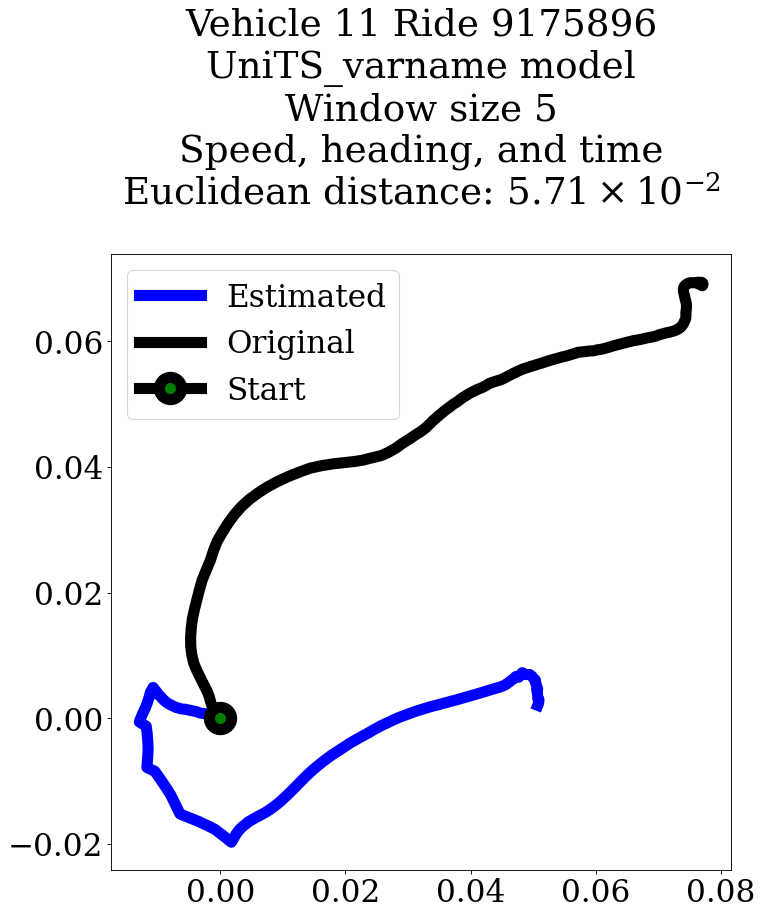 Vehicle 11 Ride 9175896
UniTS_varname model
Window size 5
Speed, heading, and time
Euclidean distance: 5.71 × 10⁻²
Estimated
Original
Start
0.06
0.04
0.02
0.00
−0.02
0.00 0.02 0.04 0.06 0.08